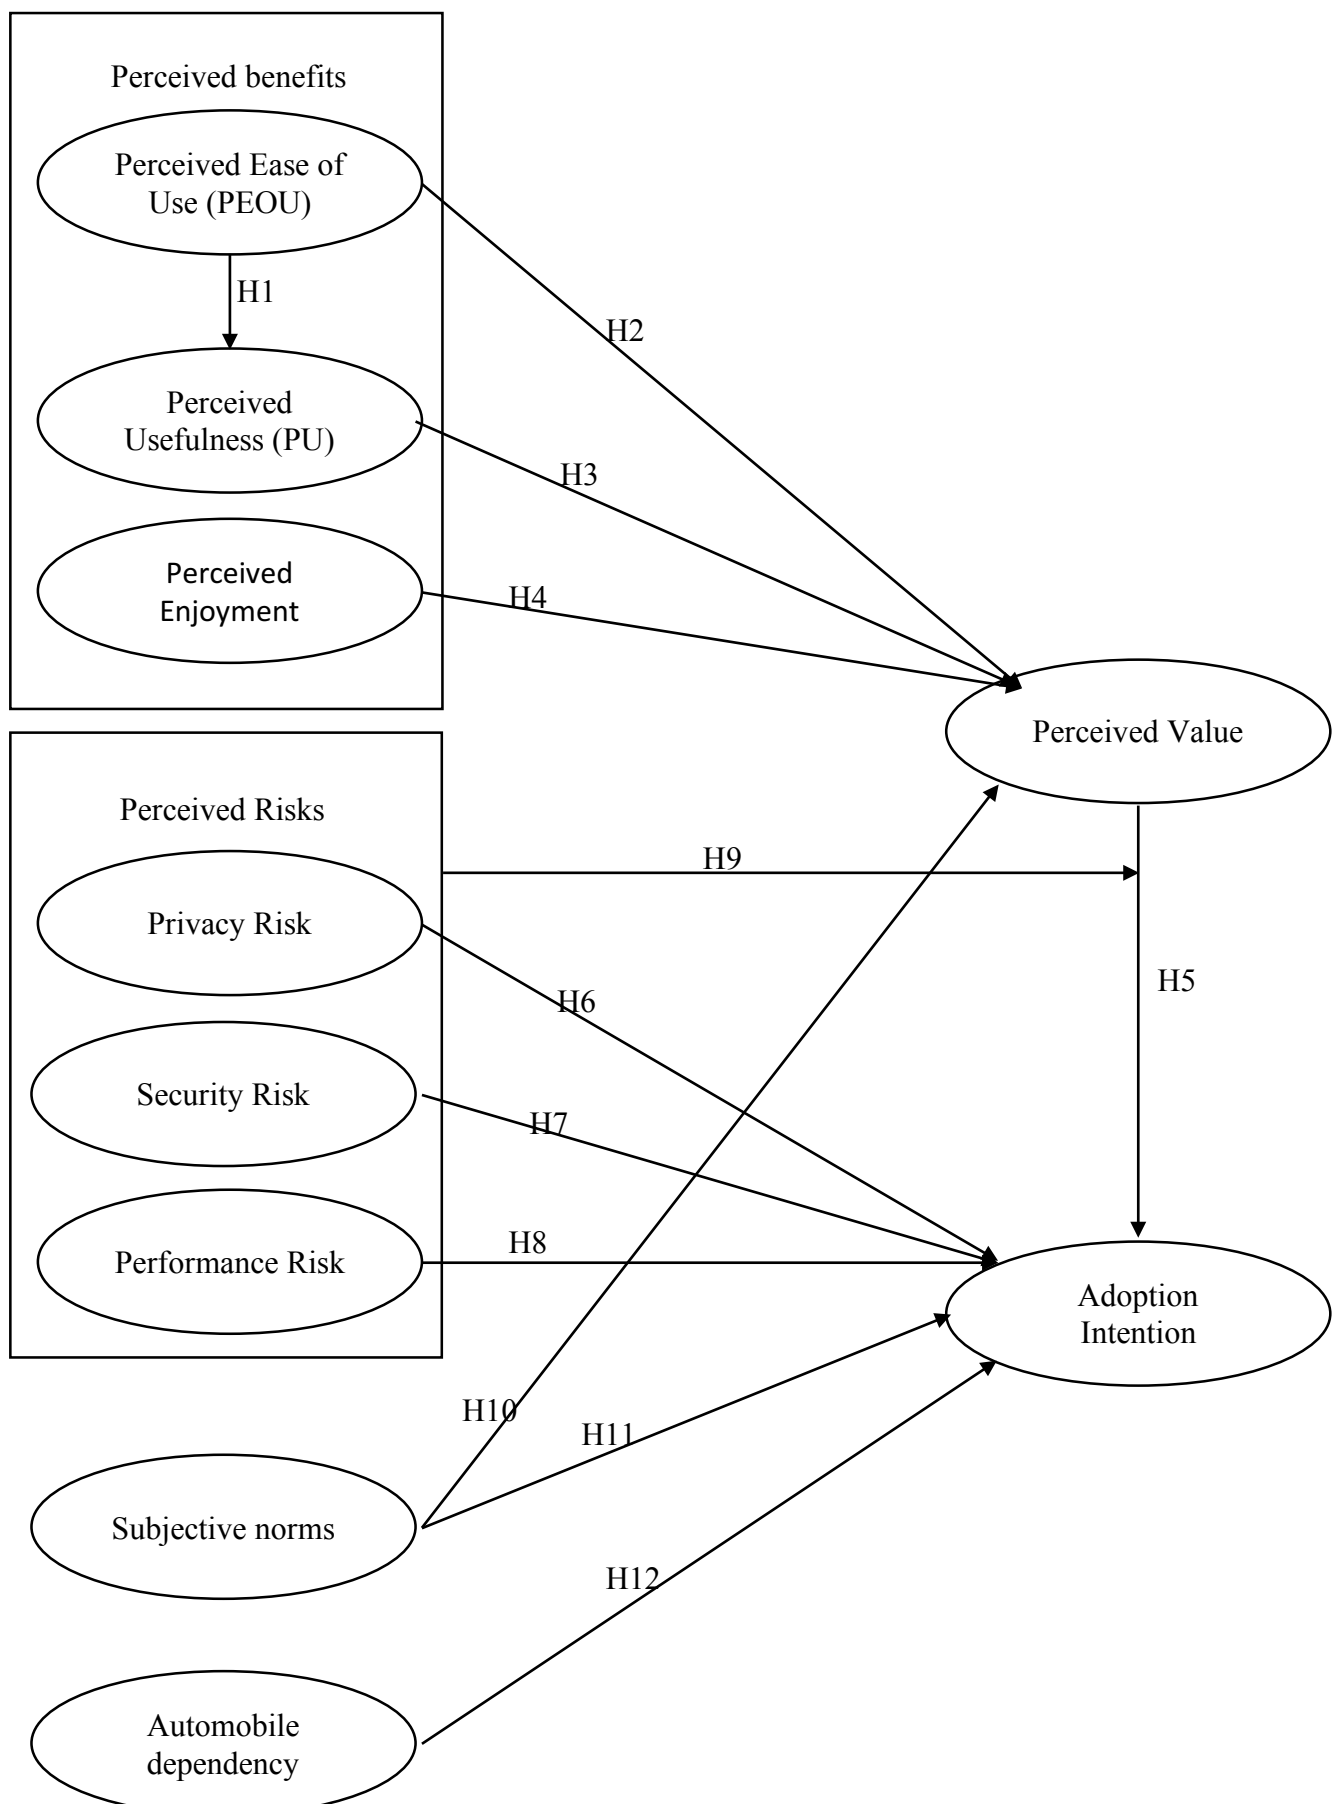 Perceived benefits
Perceived Ease of
Use (PEOU)
H1
H2
Perceived
Usefulness (PU)
H3
Perceived
Enjoyment
H4
Perceived Value
Perceived Risks
H9
Privacy Risk
H5
H6
Security Risk
H7
Performance Risk
H8
Adoption
Intention
H10
H11
Subjective norms
H12
Automobile
dependency